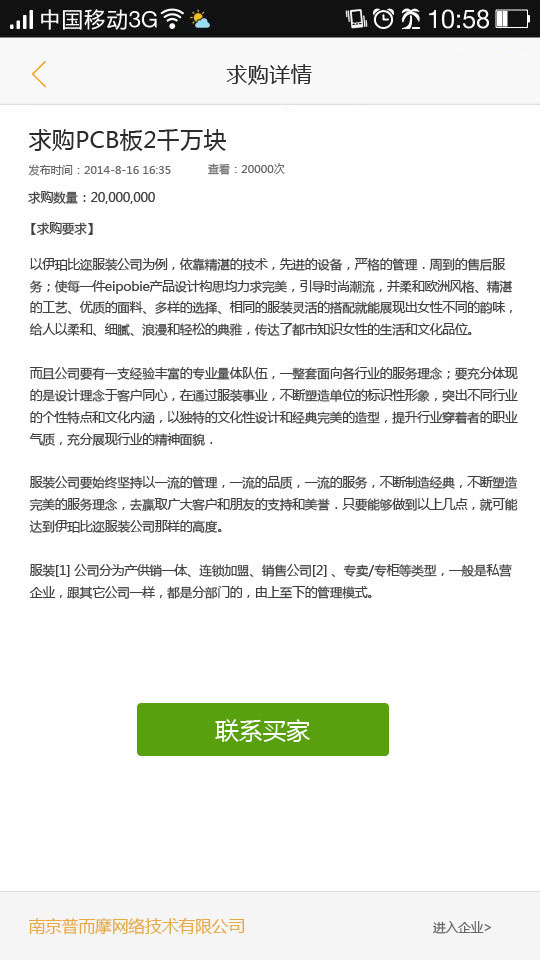 中国移动3G 10:58
求购详情
求购PCB板2千万块
发布时间：2014-8-16 16:35 查看：20000次
求购数量：20,000,000
【求购要求】
以伊珀比迩服装公司为例，依靠精湛的技术，先进的设备，严格的管理．周到的售后服
务；使每一件eipobie产品设计构思均力求完美，引导时尚潮流，并柔和欧洲风格、精湛
的工艺、优质的面料、多样的选择、相同的服装灵活的搭配就能展现出女性不同的韵味，
给人以柔和、细腻、浪漫和轻松的典雅，传达了都市知识女性的生活和文化品位。
而且公司要有一支经验丰富的专业量体队伍，一整套面向各行业的服务理念；要充分体现
的是设计理念于客户同心，在通过服装事业，不断塑造单位的标识性形象，突出不同行业
的个性特点和文化内涵，以独特的文化性设计和经典完美的造型，提升行业穿着者的职业
气质，充分展现行业的精神面貌．
服装公司要始终坚持以一流的管理，一流的品质，一流的服务，不断制造经典，不断塑造
完美的服务理念，去赢取广大客户和朋友的支持和美誉．只要能够做到以上几点，就可能
达到伊珀比迩服装公司那样的高度。
服装[1] 公司分为产供销一体、连锁加盟、销售公司[2] 、专卖/专柜等类型，一般是私营
企业，跟其它公司一样，都是分部门的，由上至下的管理模式。
联系买家
南京普而摩网络技术有限公司 进入企业>